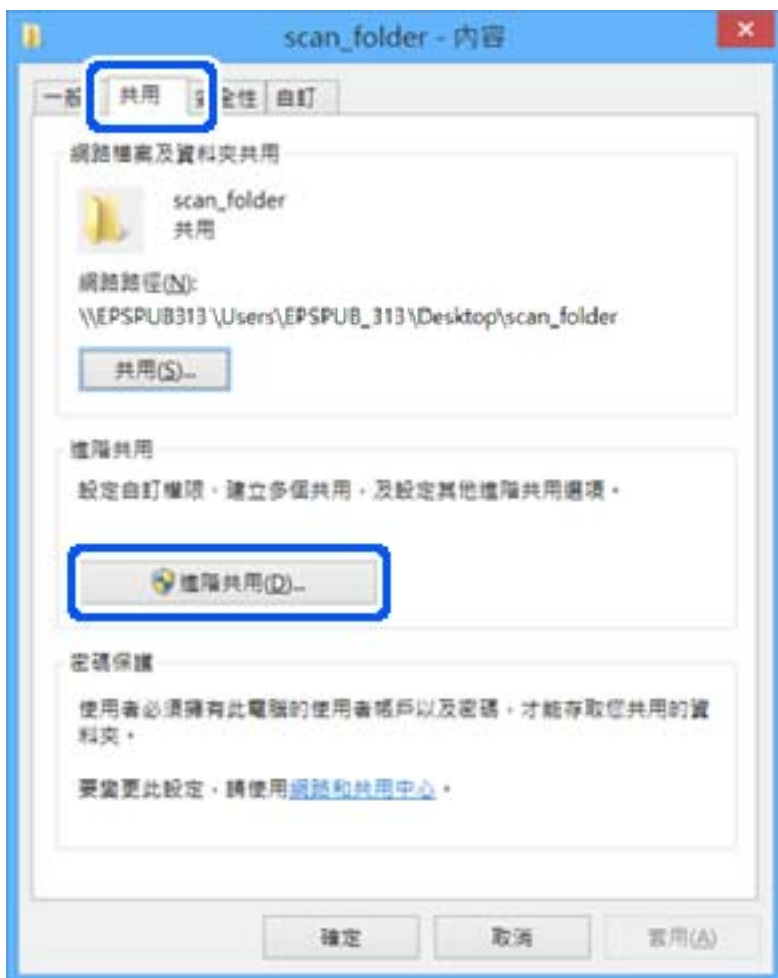 scan_folder - 內容
一般 共用 安全性 自訂
網路檔案及資料夾共用
scan_folder
共用
網路路徑(N):
\\EPSPUB313\Users\EPSPUB_313\Desktop\scan_folder
共用(S)...
進階共用
設定自訂權限、建立多個共用，及設定其他進階共用選項。
進階共用(D)...
密碼保護
使用者必須擁有此電腦的使用者帳戶以及密碼，才能存取您共用的資
料夾。
要變更此設定，請使用網路和共用中心。
確定 取消 套用(A)